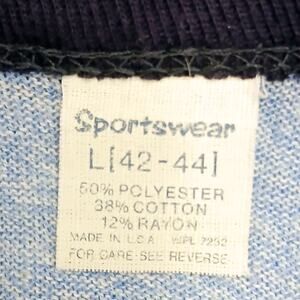 Sportswear
L[42-44]
50% POLYESTER
38% COTTON
12% RAYON
MADE IN U.S.A. WPL 7252
FOR CARE SEE REVERSE